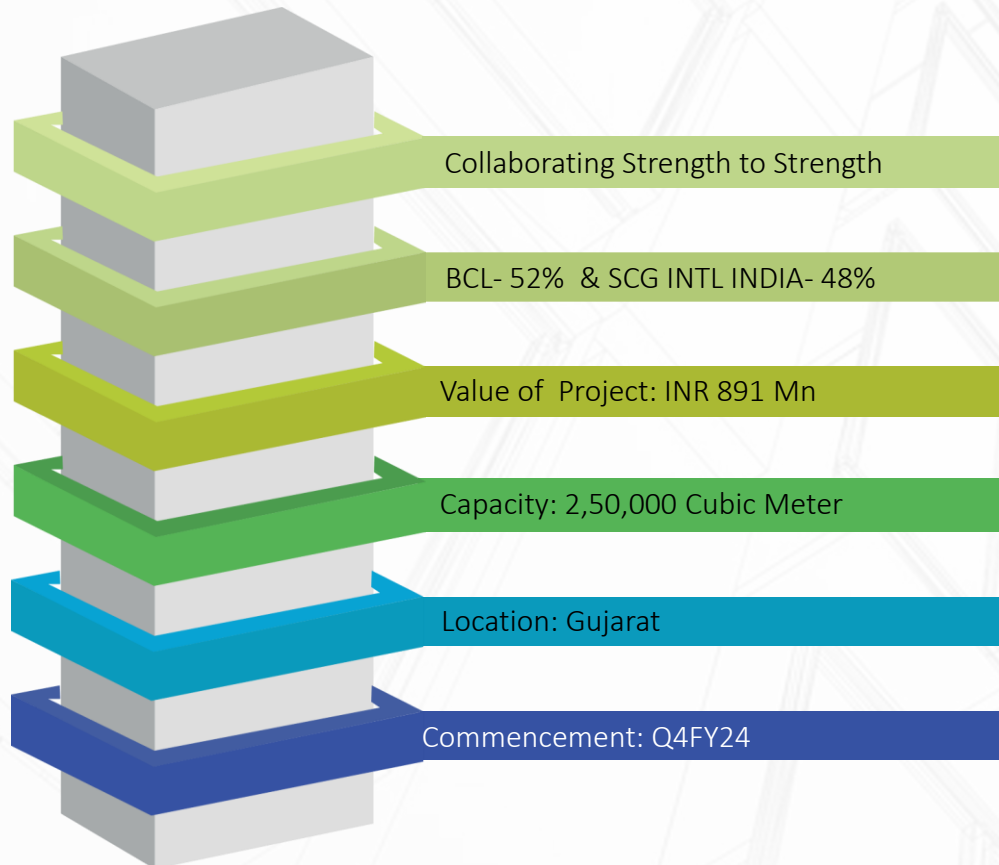 Collaborating Strength to Strength
BCL- 52% & SCG INTL INDIA- 48%
Value of Project: INR 891 Mn
Capacity: 2,50,000 Cubic Meter
Location: Gujarat
Commencement: Q4FY24